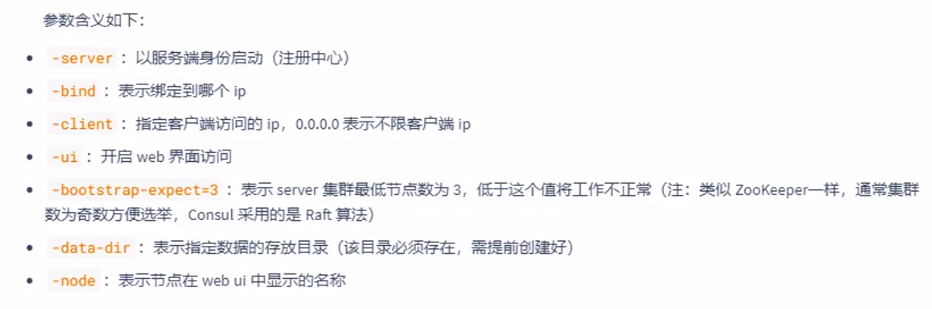 参数含义如下：
-server：以服务端身份启动（注册中心）
-bind：表示绑定到哪个 ip
-client：指定客户端访问的 ip，0.0.0.0 表示不限客户端 ip
-ui：开启 web 界面访问
-bootstrap-expect=3：表示 server 集群最低节点数为 3，低于这个值将工作不正常（注：类似 ZooKeeper一样，通常集群
数为奇数方便选举，Consul 采用的是 Raft 算法）
-data-dir：表示指定数据的存放目录（该目录必须存在，需提前创建好）
-node：表示节点在 web ui 中显示的名称